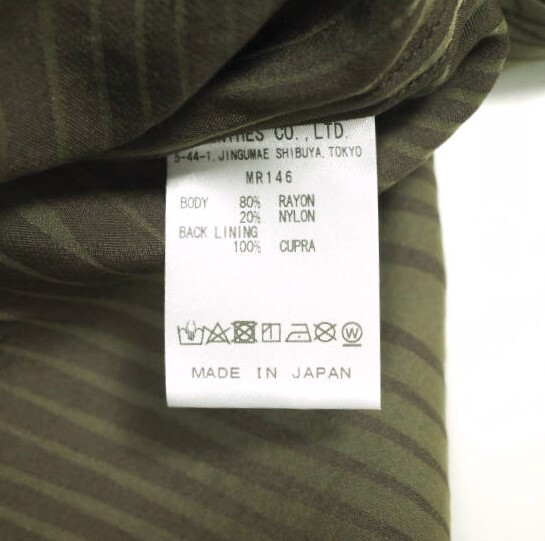 CO.,LTD.
5-44-1, JINGUMAE SHIBUYA, TOKYO
MR146
BODY 80% RAYON
20% NYLON
BACK LINING
100% CUPRA
W
MADE IN JAPAN